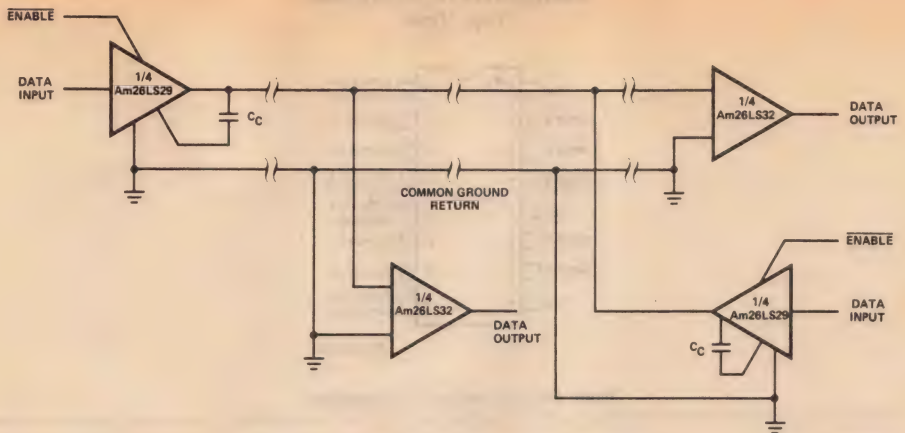 ENABLE
DATA
INPUT
1/4
Am26LS29
CC
1/4
Am26LS32
DATA
OUTPUT
COMMON GROUND
RETURN
1/4
Am26LS32
DATA
OUTPUT
ENABLE
1/4
Am26LS29
DATA
INPUT
CC